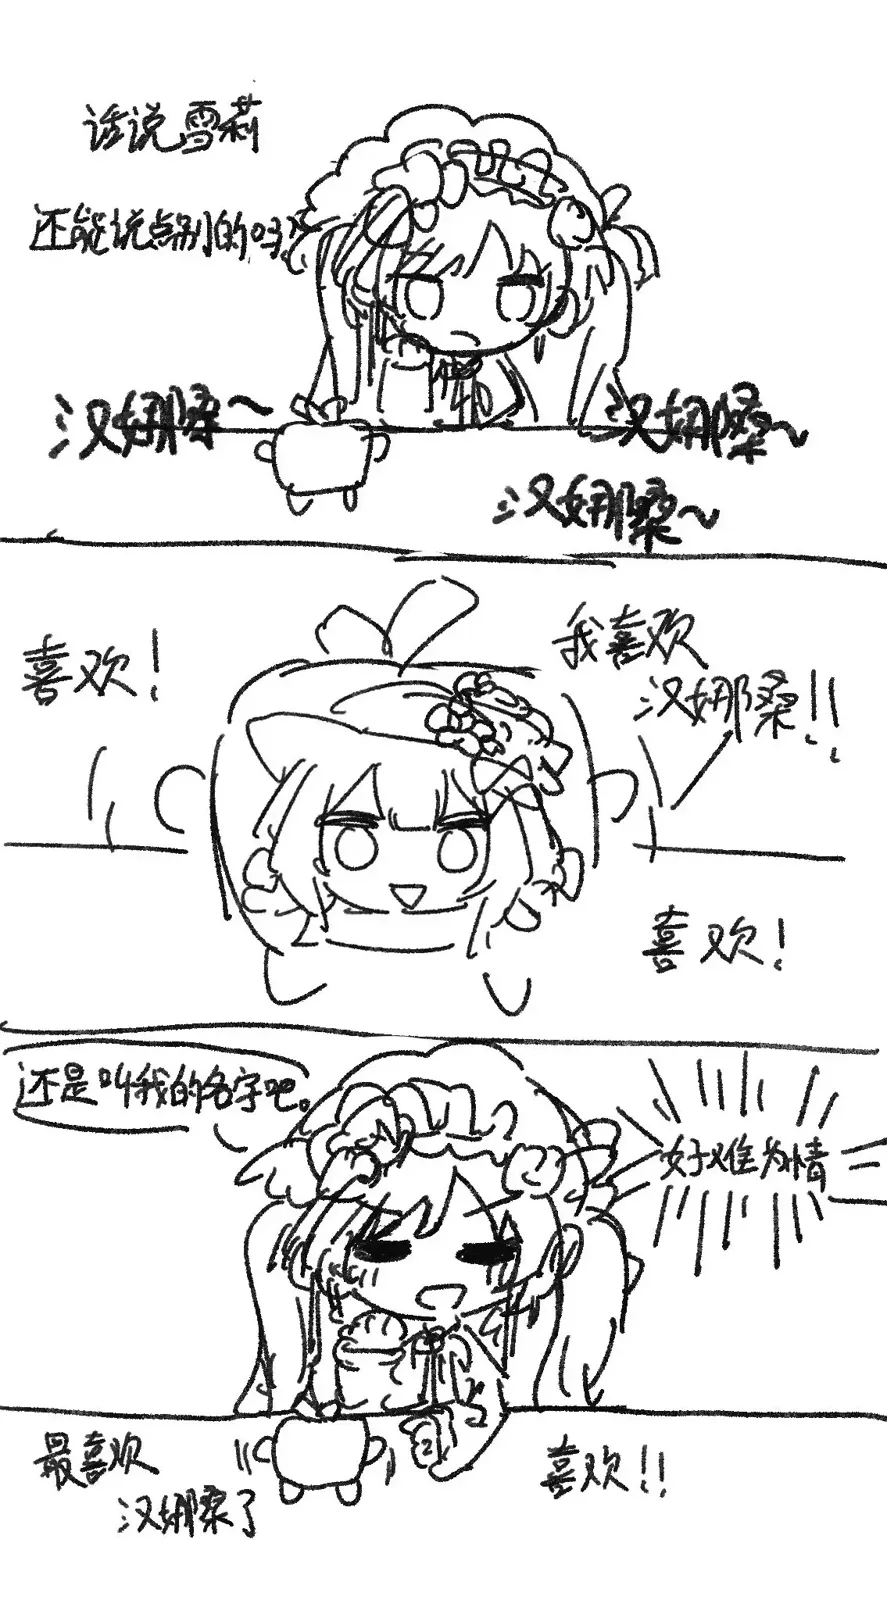 话说雪莉
还能说点别的吗?
汉娜桑~
汉娜桑~
汉娜桑~
喜欢!
我喜欢
汉娜桑!!
喜欢!
还是叫我的名字吧。
好难为情
最喜欢
汉娜桑了
喜欢!!